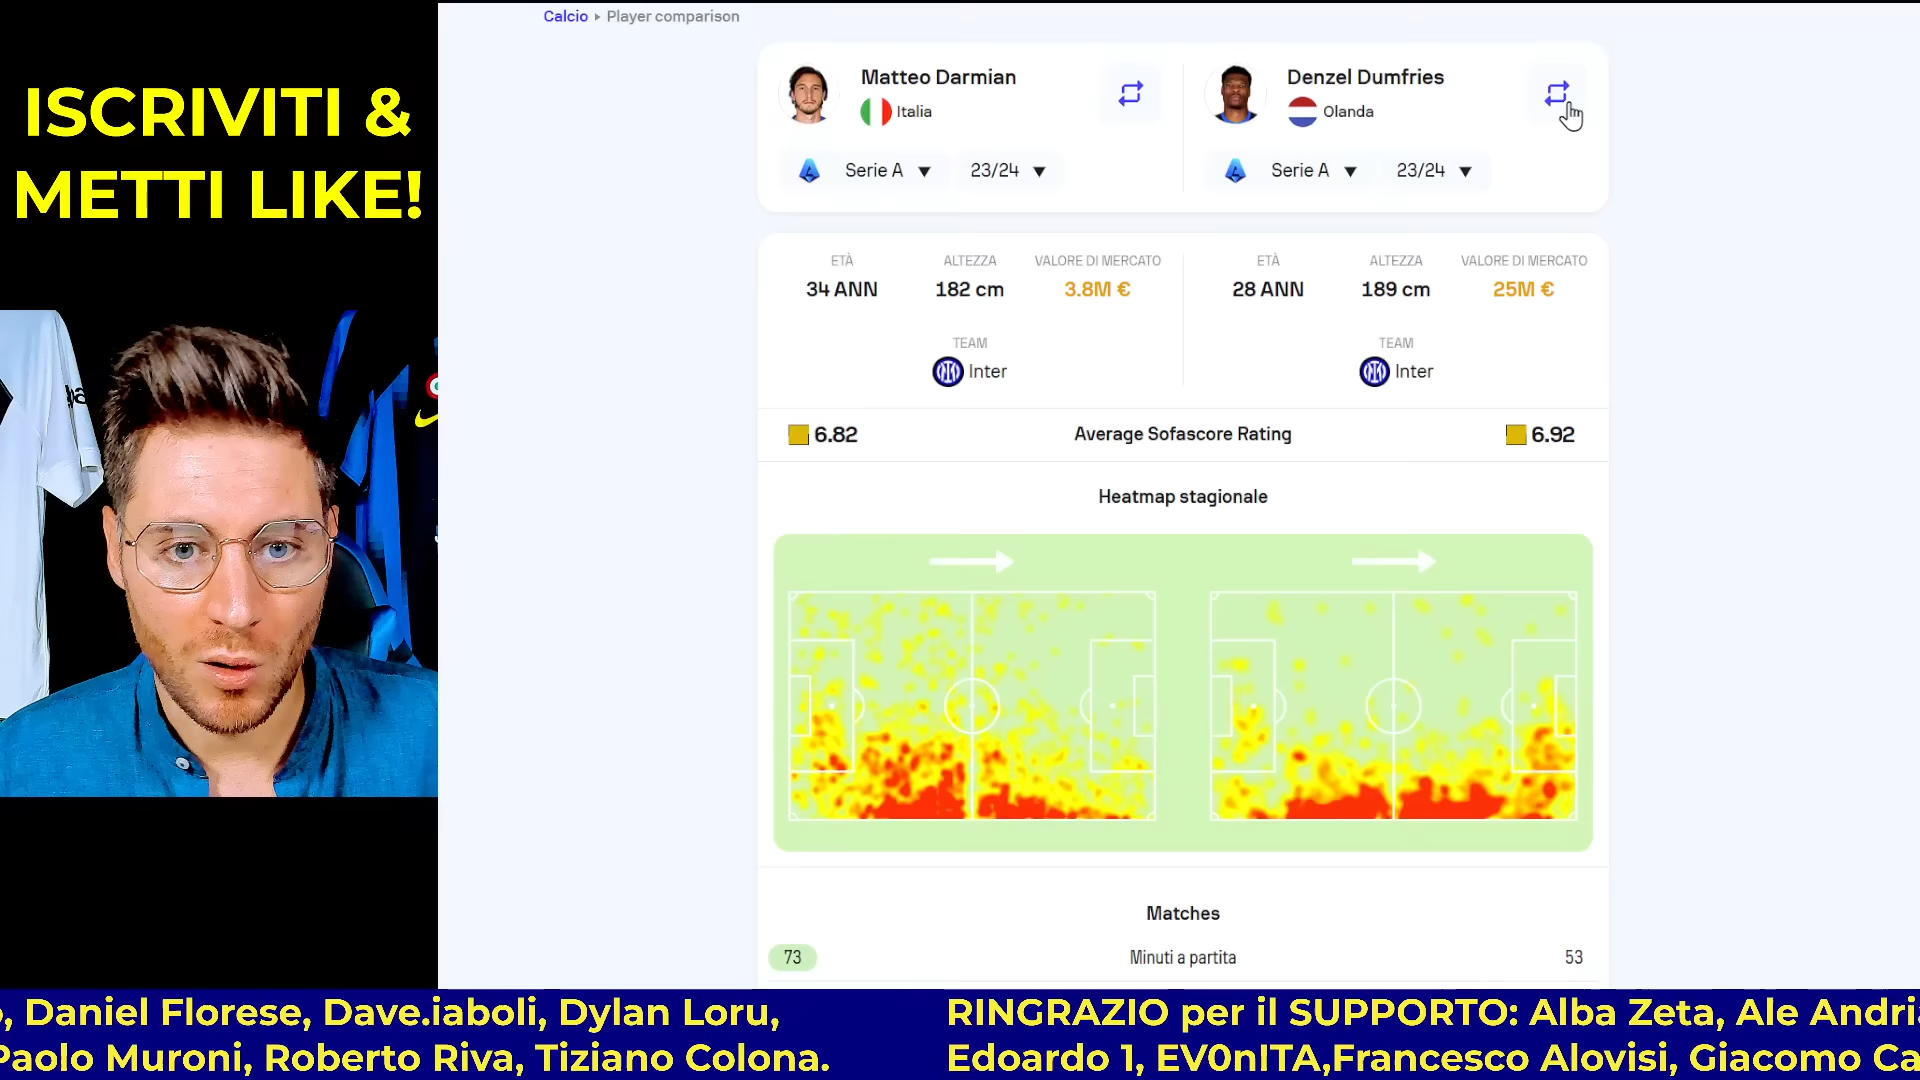 Calcio ▸ Player comparison
ISCRIVITI &
METTI LIKE!
Matteo Darmian
Italia
Serie A ▼ 23/24 ▼
Denzel Dumfries
Olanda
Serie A ▼ 23/24 ▼
ETÀ ALTEZZA VALORE DI MERCATO
34 ANN 182 cm 3.8M €
TEAM
Inter
ETÀ ALTEZZA VALORE DI MERCATO
28 ANN 189 cm 25M €
TEAM
Inter
6.82 Average Sofascore Rating 6.92
Heatmap stagionale
Matches
73 Minuti a partita 53
, Daniel Florese, Dave.iaboli, Dylan Loru,
Paolo Muroni, Roberto Riva, Tiziano Colona.
RINGRAZIO per il SUPPORTO: Alba Zeta, Ale Andri
Edoardo 1, EV0n!TA,Francesco Alovisi, Giacomo Ca